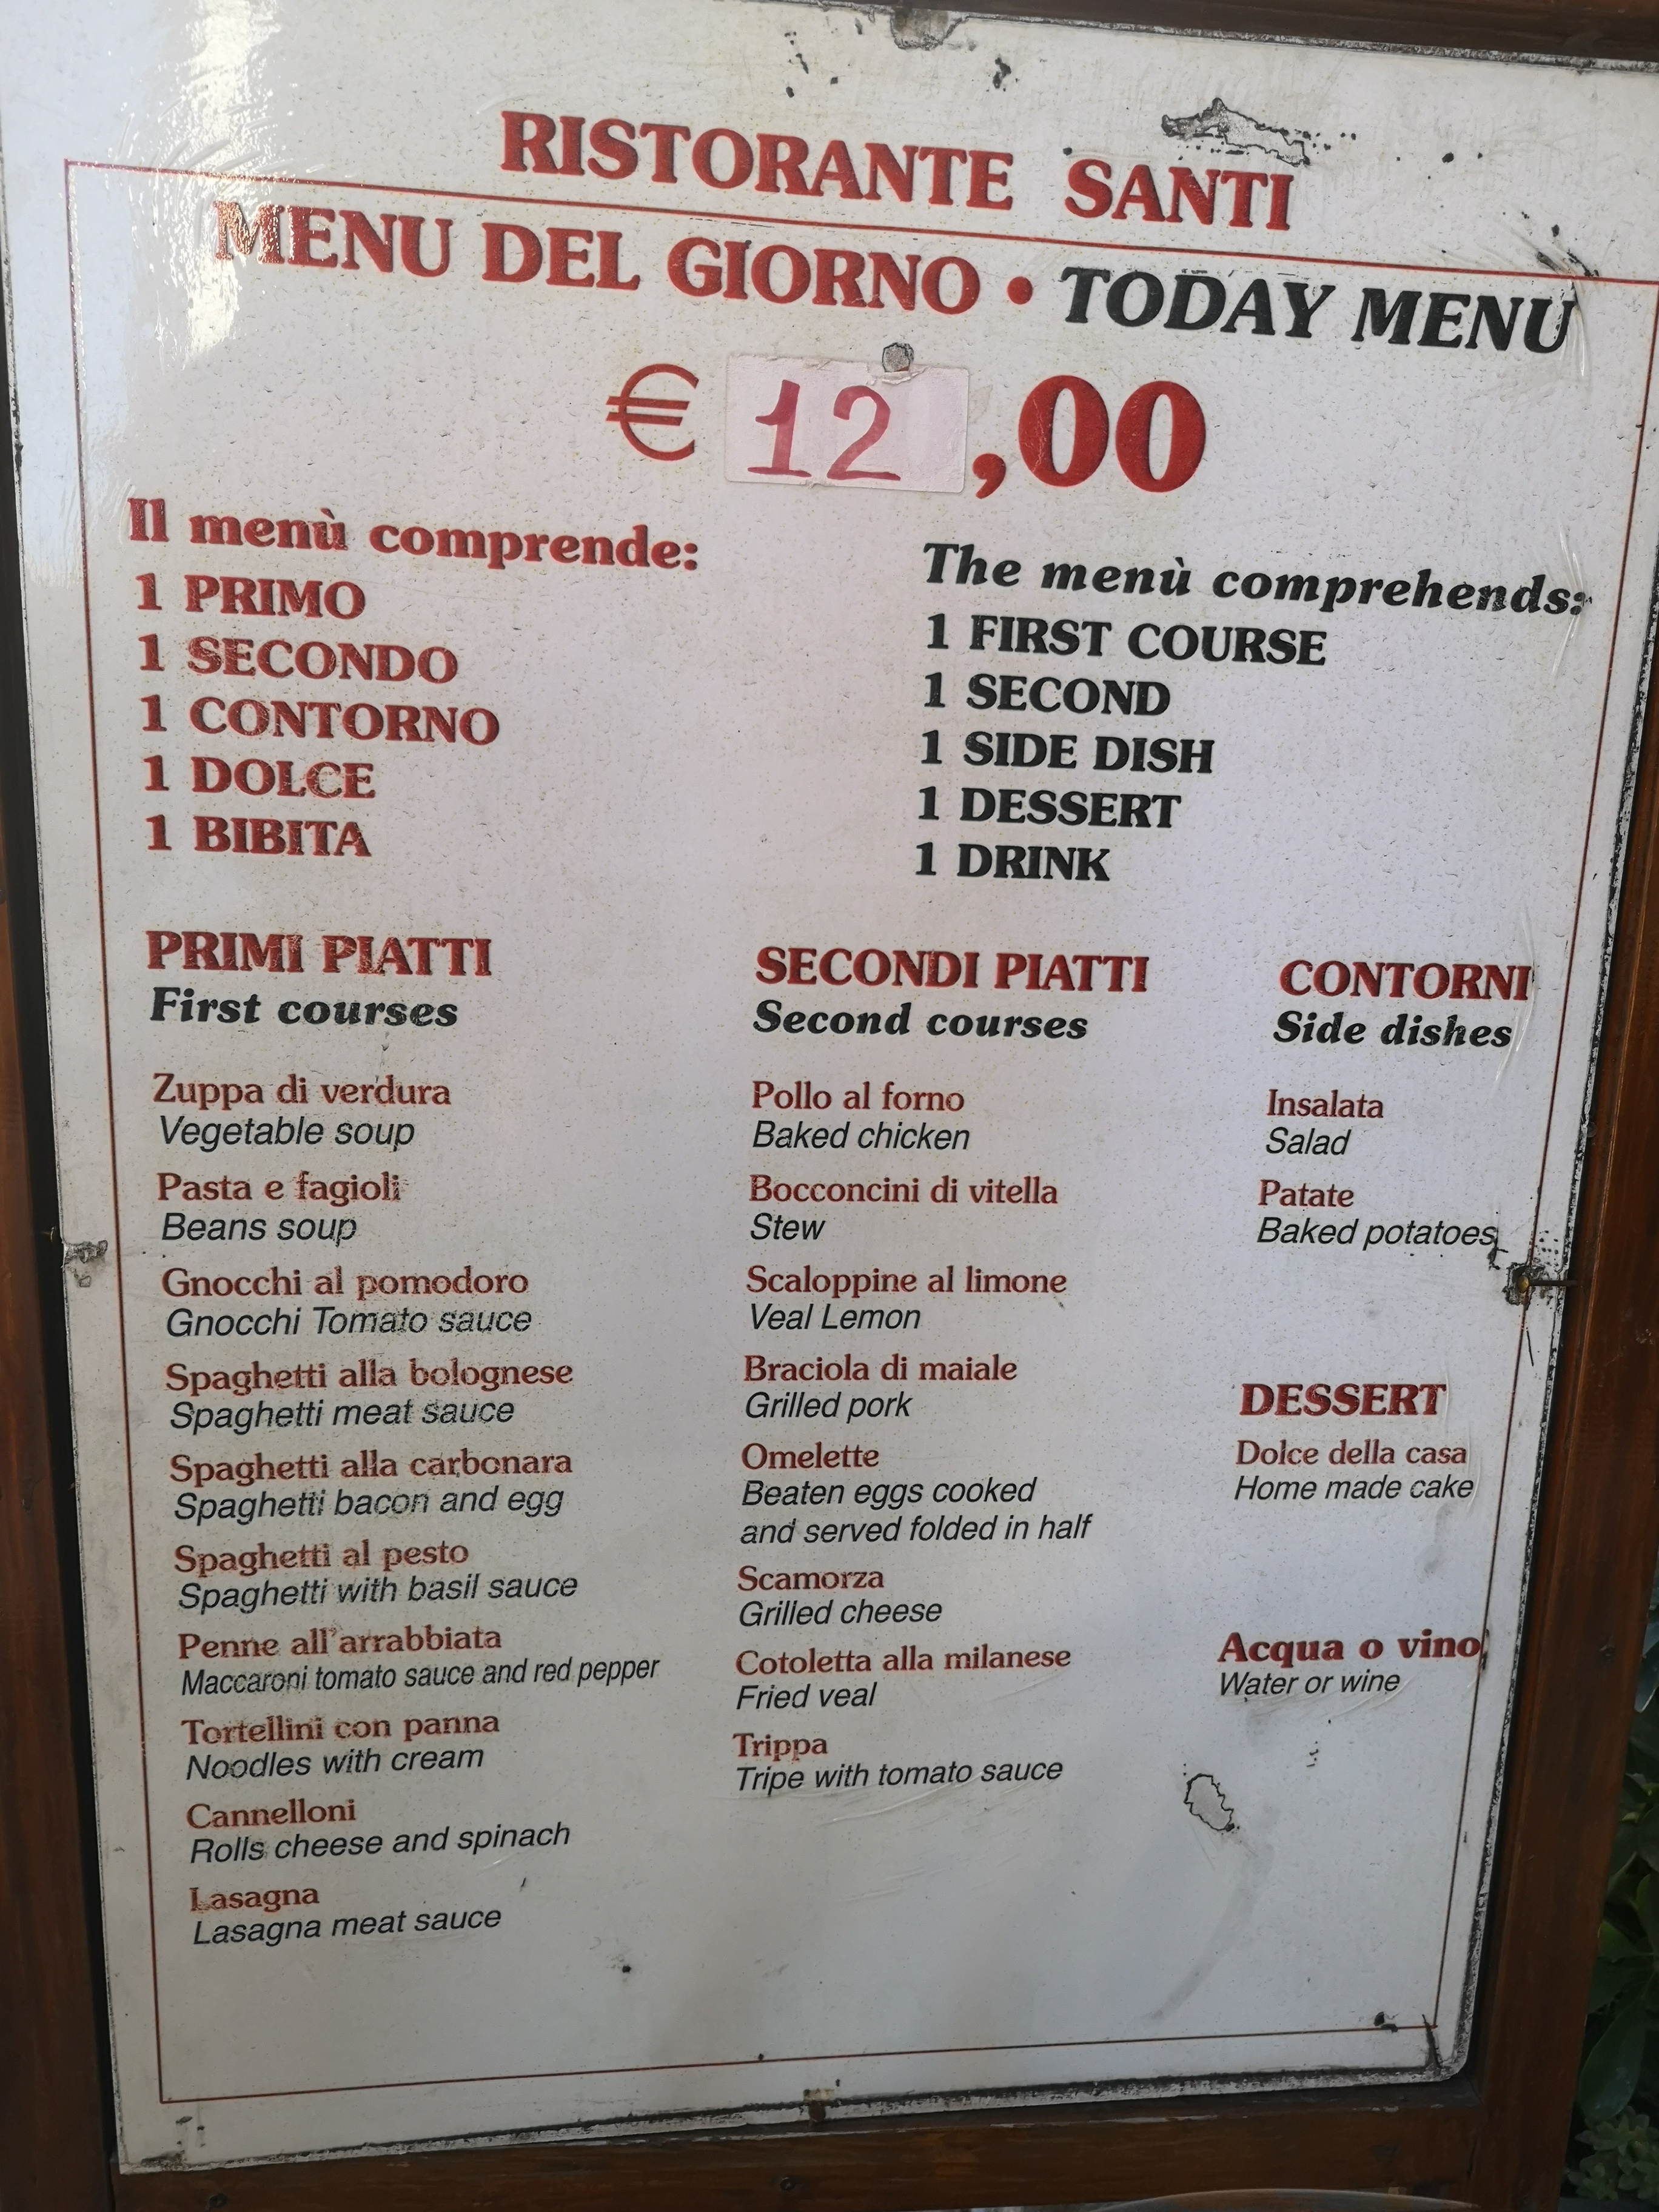 RISTORANTE SANTI
MENU DEL GIORNO • TODAY MENU
€ 12,00
Il menù comprende:
1 PRIMO
1 SECONDO
1 CONTORNO
1 DOLCE
1 BIBITA
The menù comprehends:
1 FIRST COURSE
1 SECOND
1 SIDE DISH
1 DESSERT
1 DRINK
PRIMI PIATTI
First courses
Zuppa di verdura
Vegetable soup
Pasta e fagioli
Beans soup
Gnocchi al pomodoro
Gnocchi Tomato sauce
Spaghetti alla bolognese
Spaghetti meat sauce
Spaghetti alla carbonara
Spaghetti bacon and egg
Spaghetti al pesto
Spaghetti with basil sauce
Penne all'arrabbiata
Maccaroni tomato sauce and red pepper
Tortellini con panna
Noodles with cream
Cannelloni
Rolls cheese and spinach
Lasagna
Lasagna meat sauce
SECONDI PIATTI
Second courses
Pollo al forno
Baked chicken
Bocconcini di vitella
Stew
Scaloppine al limone
Veal Lemon
Braciola di maiale
Grilled pork
Omelette
Beaten eggs cooked
and served folded in half
Scamorza
Grilled cheese
Cotoletta alla milanese
Fried veal
Trippa
Tripe with tomato sauce
CONTORNI
Side dishes
Insalata
Salad
Patate
Baked potatoes
DESSERT
Dolce della casa
Home made cake
Acqua o vino
Water or wine